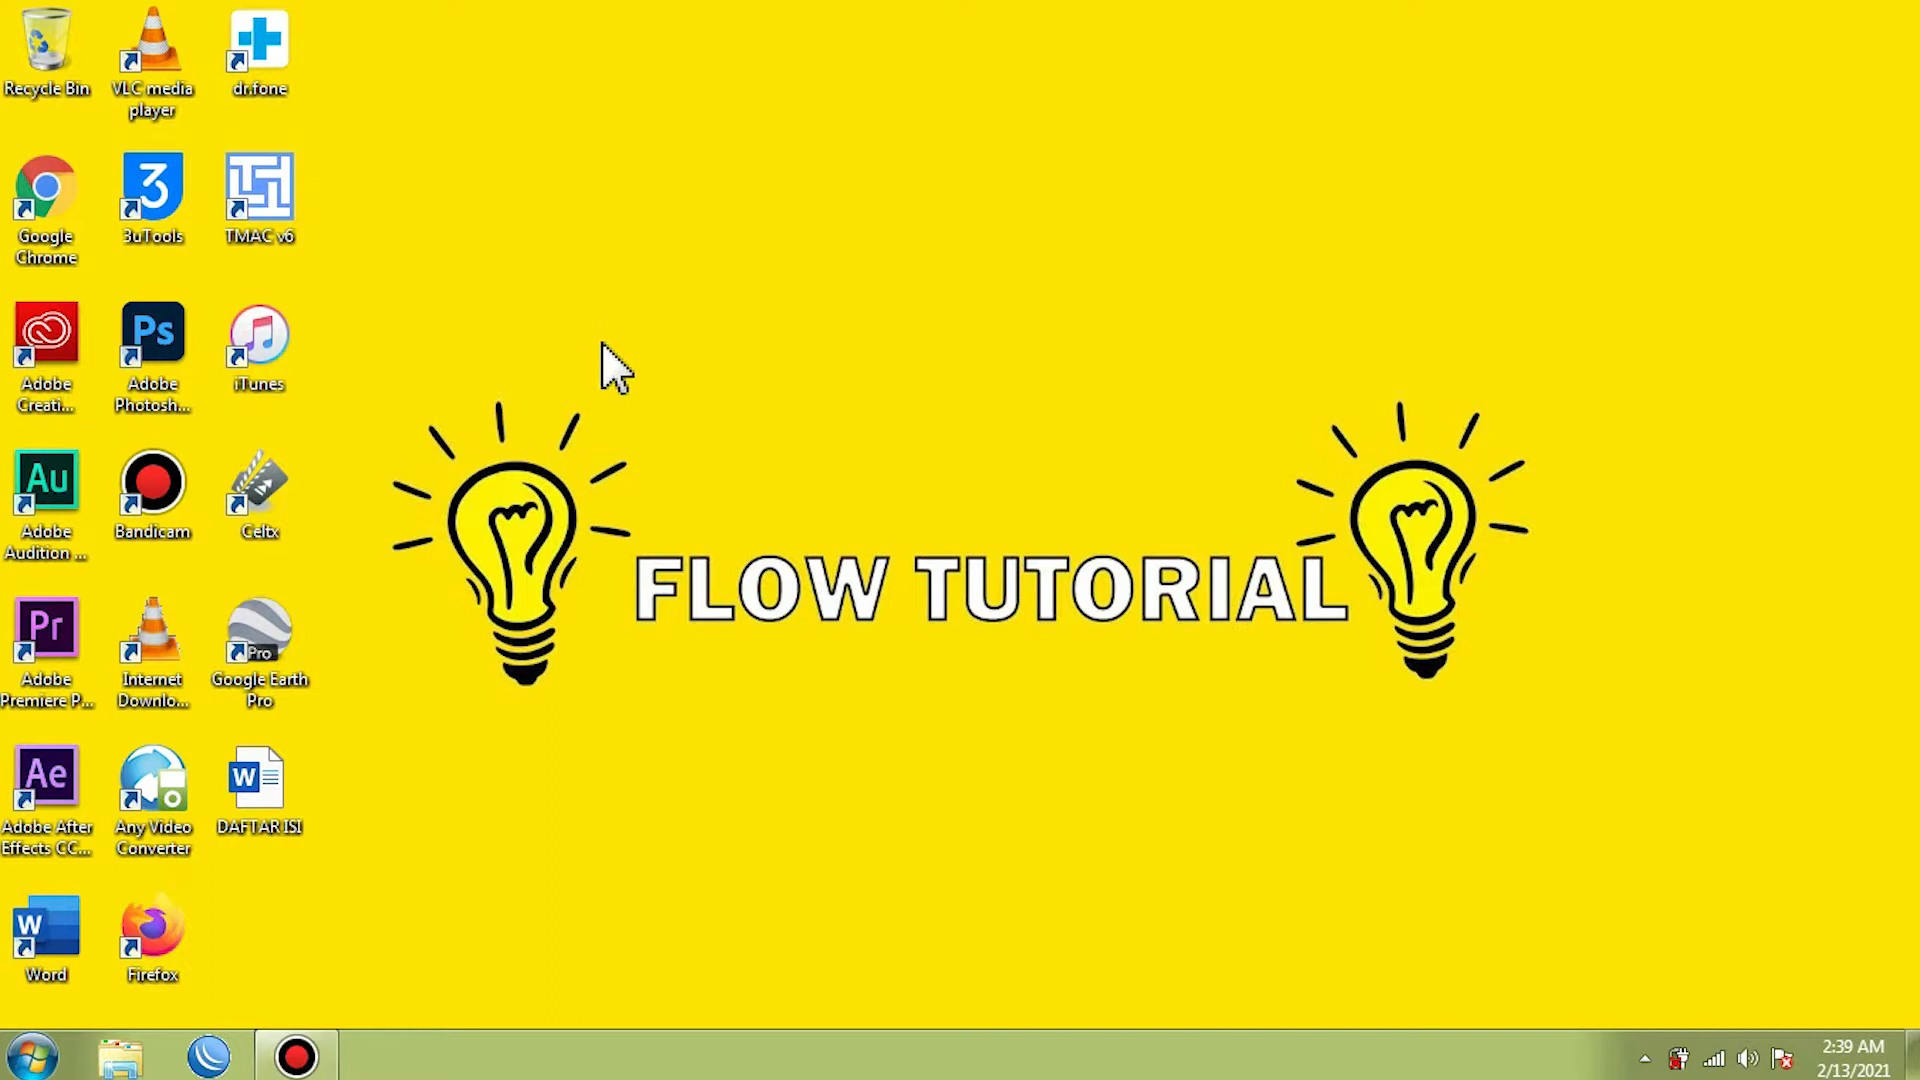 Recycle Bin
VLC media
player
dr.fone
3
Google
Chrome
3uTools
TMAC v6
Ps
Adobe
Creati...
Adobe
Photosh...
iTunes
Au
Adobe
Audition ...
Bandicam
Celtx
FLOW TUTORIAL
Pr
Pro
Adobe
Premiere P...
Internet
Downlo...
Google Earth
Pro
Ae
W
Adobe After
Effects CC...
Any Video
Converter
DAFTAR ISI
W
Word
Firefox
2:39 AM
2/13/2021